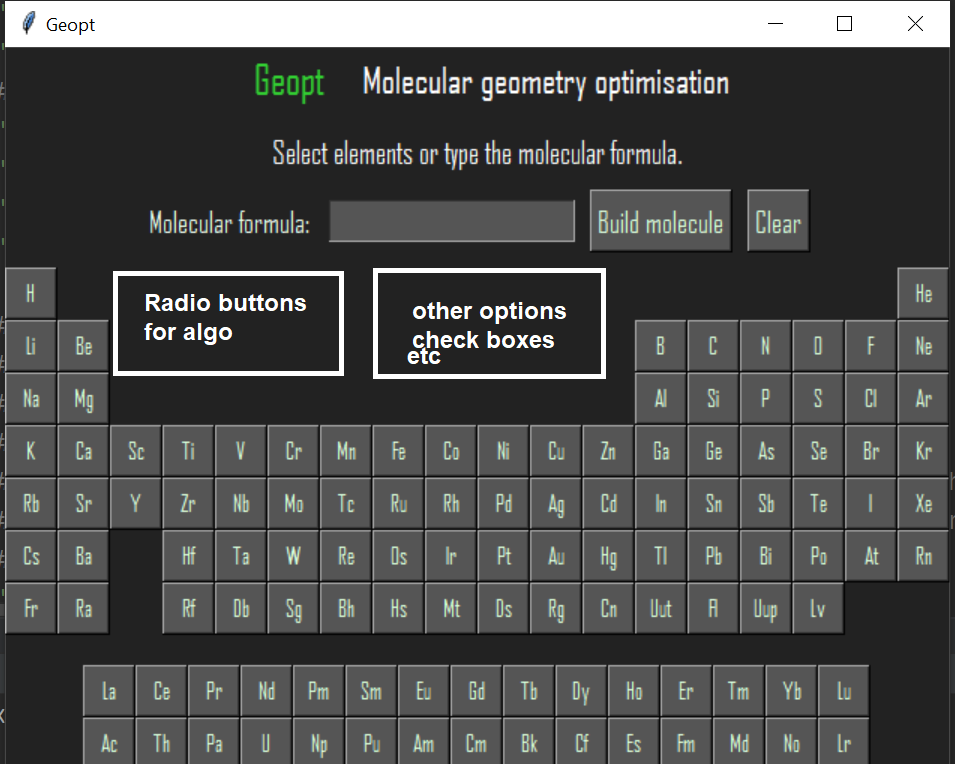 Geopt
Geopt Molecular geometry optimisation
Select elements or type the molecular formula.
Molecular formula: Build molecule Clear
H He
Radio buttons
for algo
other options
check boxes
etc
Li Be B C N O F Ne
Na Mg Al Si P S Cl Ar
K Ca Sc Ti V Cr Mn Fe Co Ni Cu Zn Ga Ge As Se Br Kr
Rb Sr Y Zr Nb Mo Tc Ru Rh Pd Ag Cd In Sn Sb Te I Xe
Cs Ba Hf Ta W Re Os Ir Pt Au Hg Tl Pb Bi Po At Rn
Fr Ra Rf Db Sg Bh Hs Mt Ds Rg Cn Uut Fl Uup Lv
La Ce Pr Nd Pm Sm Eu Gd Tb Dy Ho Er Tm Yb Lu
Ac Th Pa U Np Pu Am Cm Bk Cf Es Fm Md No Lr